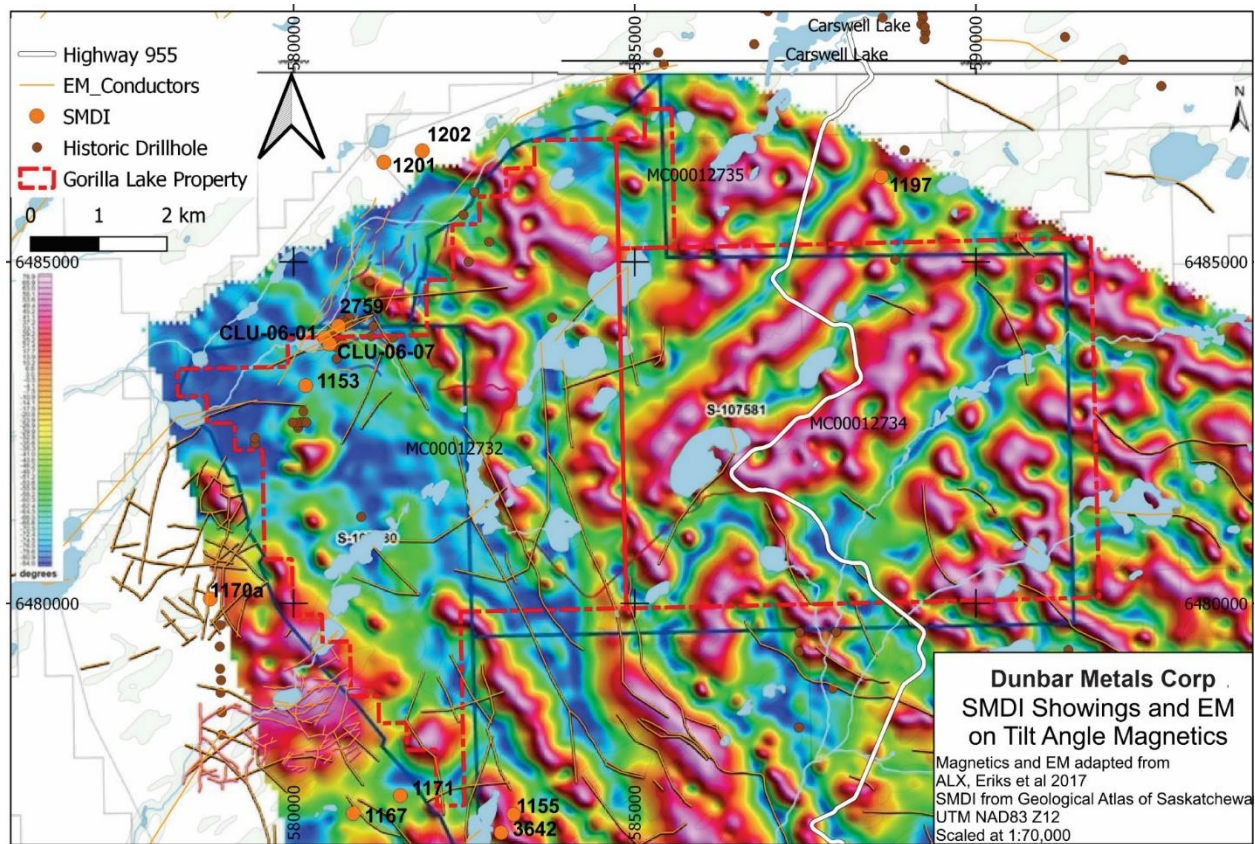 Highway 955
EM_Conductors
SMDI
Historic Drillhole
Gorilla Lake Property
0 1 2 km
580000
585000
590000
Carswell Lake
Carswell Lake
N
1202
1201
1197
MC00012735
6485000
6485000
2759
CLU-06-01
CLU-06-07
1153
S-107581
MC00012734
MC00012732
degrees
1170a
6480000
6480000
1171
1167
1155
3642
580000
585000
Dunbar Metals Corp
SMDI Showings and EM
on Tilt Angle Magnetics
Magnetics and EM adapted from
ALX, Eriks et al 2017
SMDI from Geological Atlas of Saskatchewa
UTM NAD83 Z12
Scaled at 1:70,000